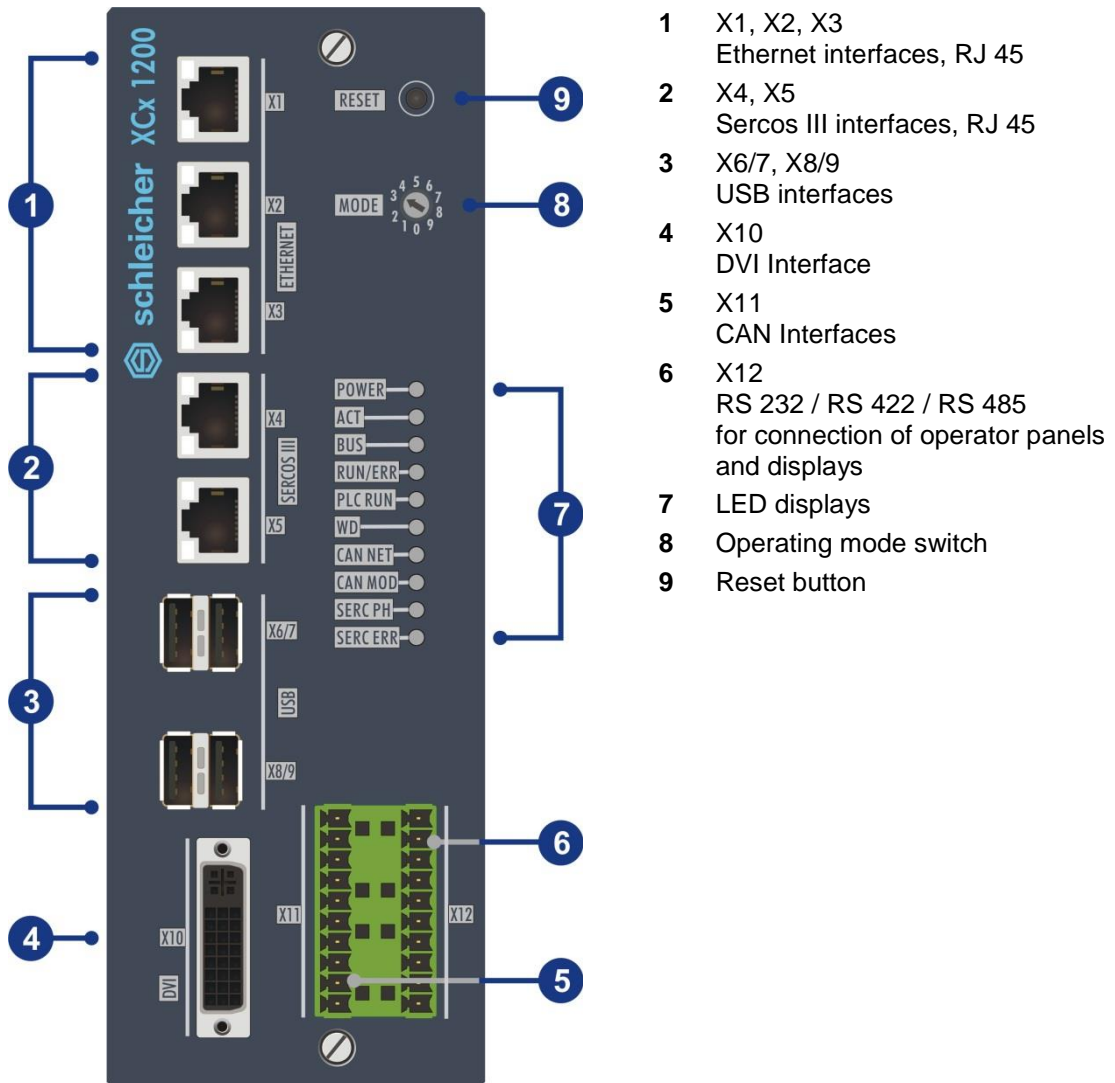 schleicher XCx 1200
X1
X2
X3
ETHERNET
X4
X5
SERCOS III
X6/7
USB
X8/9
X10
DVI
X11
X12
RESET
MODE
0 1 2 3 4 5 6 7 8 9
POWER
ACT
BUS
RUN/ERR
PLC RUN
WD
CAN NET
CAN MOD
SERC PH
SERC ERR
1
2
3
4
9
8
7
6
5
1 X1, X2, X3
Ethernet interfaces, RJ 45
2 X4, X5
Sercos III interfaces, RJ 45
3 X6/7, X8/9
USB interfaces
4 X10
DVI Interface
5 X11
CAN Interfaces
6 X12
RS 232 / RS 422 / RS 485
for connection of operator panels
and displays
7 LED displays
8 Operating mode switch
9 Reset button